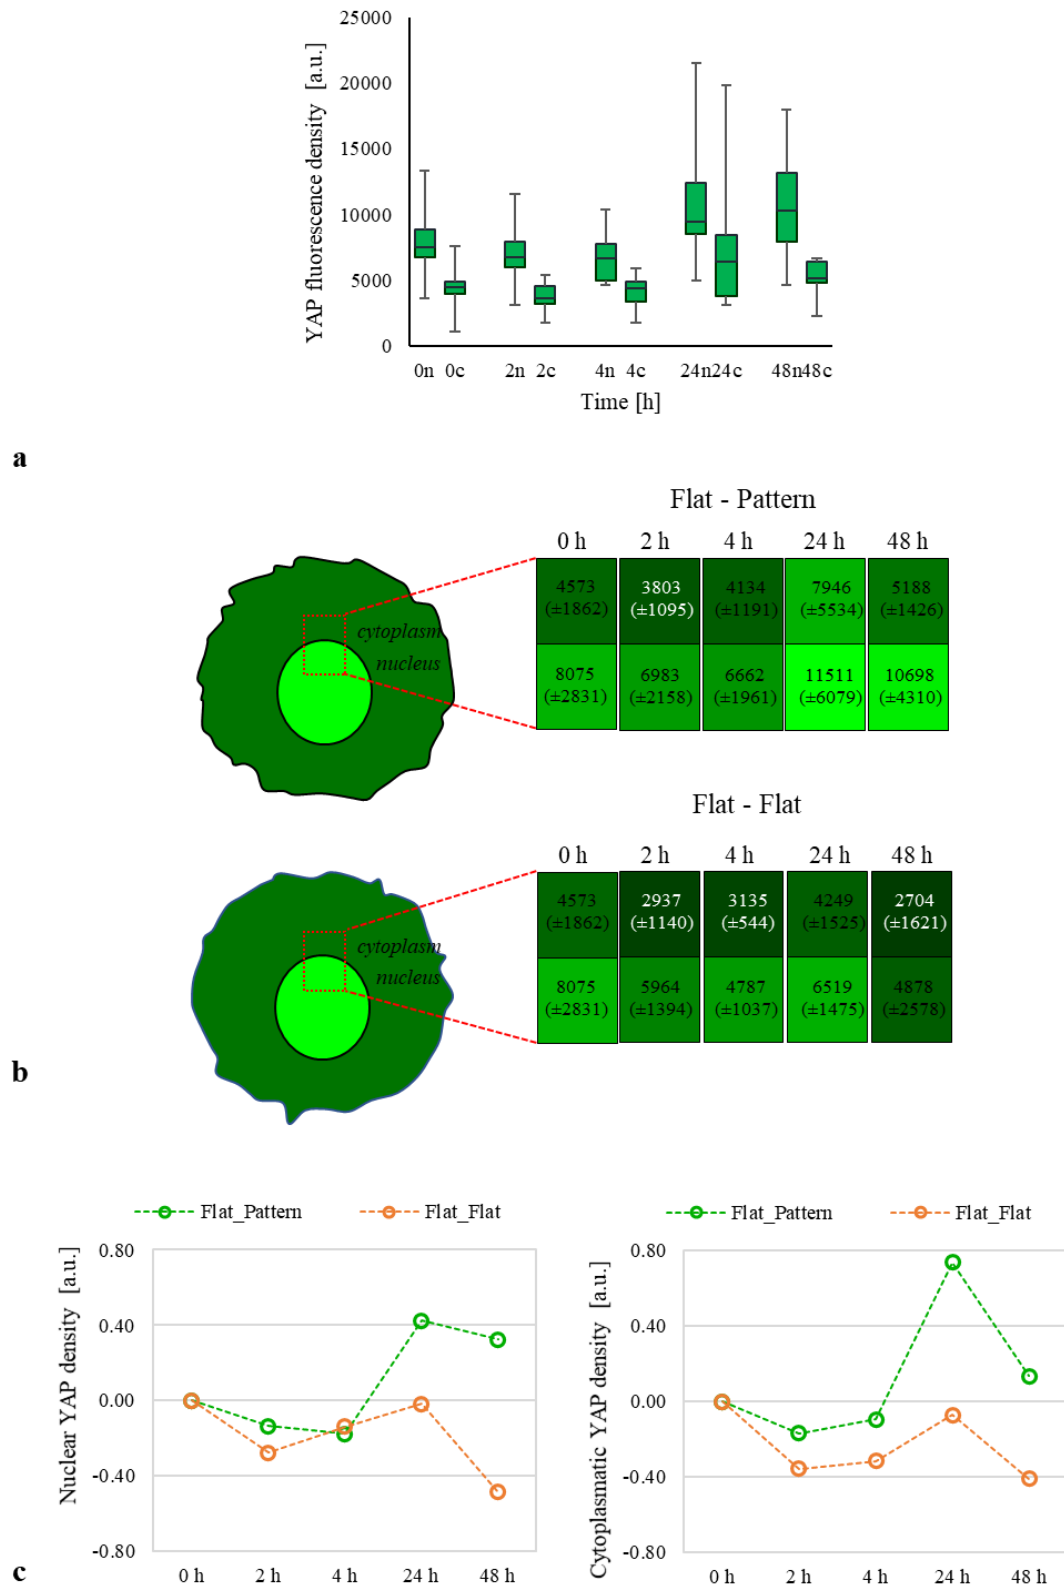 25000
20000
15000
10000
5000
0
YAP fluorescence density [a.u.]
0n 0c 2n 2c 4n 4c 24n 24c 48n 48c
Time [h]
a
Flat - Pattern
0 h 2 h 4 h 24 h 48 h
4573 3803 4134 7946 5188
(±1862) (±1095) (±1191) (±5534) (±1426)
cytoplasm
nucleus
8075 6983 6662 11511 10698
(±2831) (±2158) (±1961) (±6079) (±4310)
Flat - Flat
0 h 2 h 4 h 24 h 48 h
4573 2937 3135 4249 2704
(±1862) (±1140) (±544) (±1525) (±1621)
cytoplasm
nucleus
8075 5964 4787 6519 4878
(±2831) (±1394) (±1037) (±1475) (±2578)
b
Flat_Pattern Flat_Flat
Nuclear YAP density [a.u.]
0.80
0.40
0.00
-0.40
-0.80
0 h 2 h 4 h 24 h 48 h
Flat_Pattern Flat_Flat
Cytoplasmatic YAP density [a.u.]
0.80
0.40
0.00
-0.40
-0.80
0 h 2 h 4 h 24 h 48 h
c